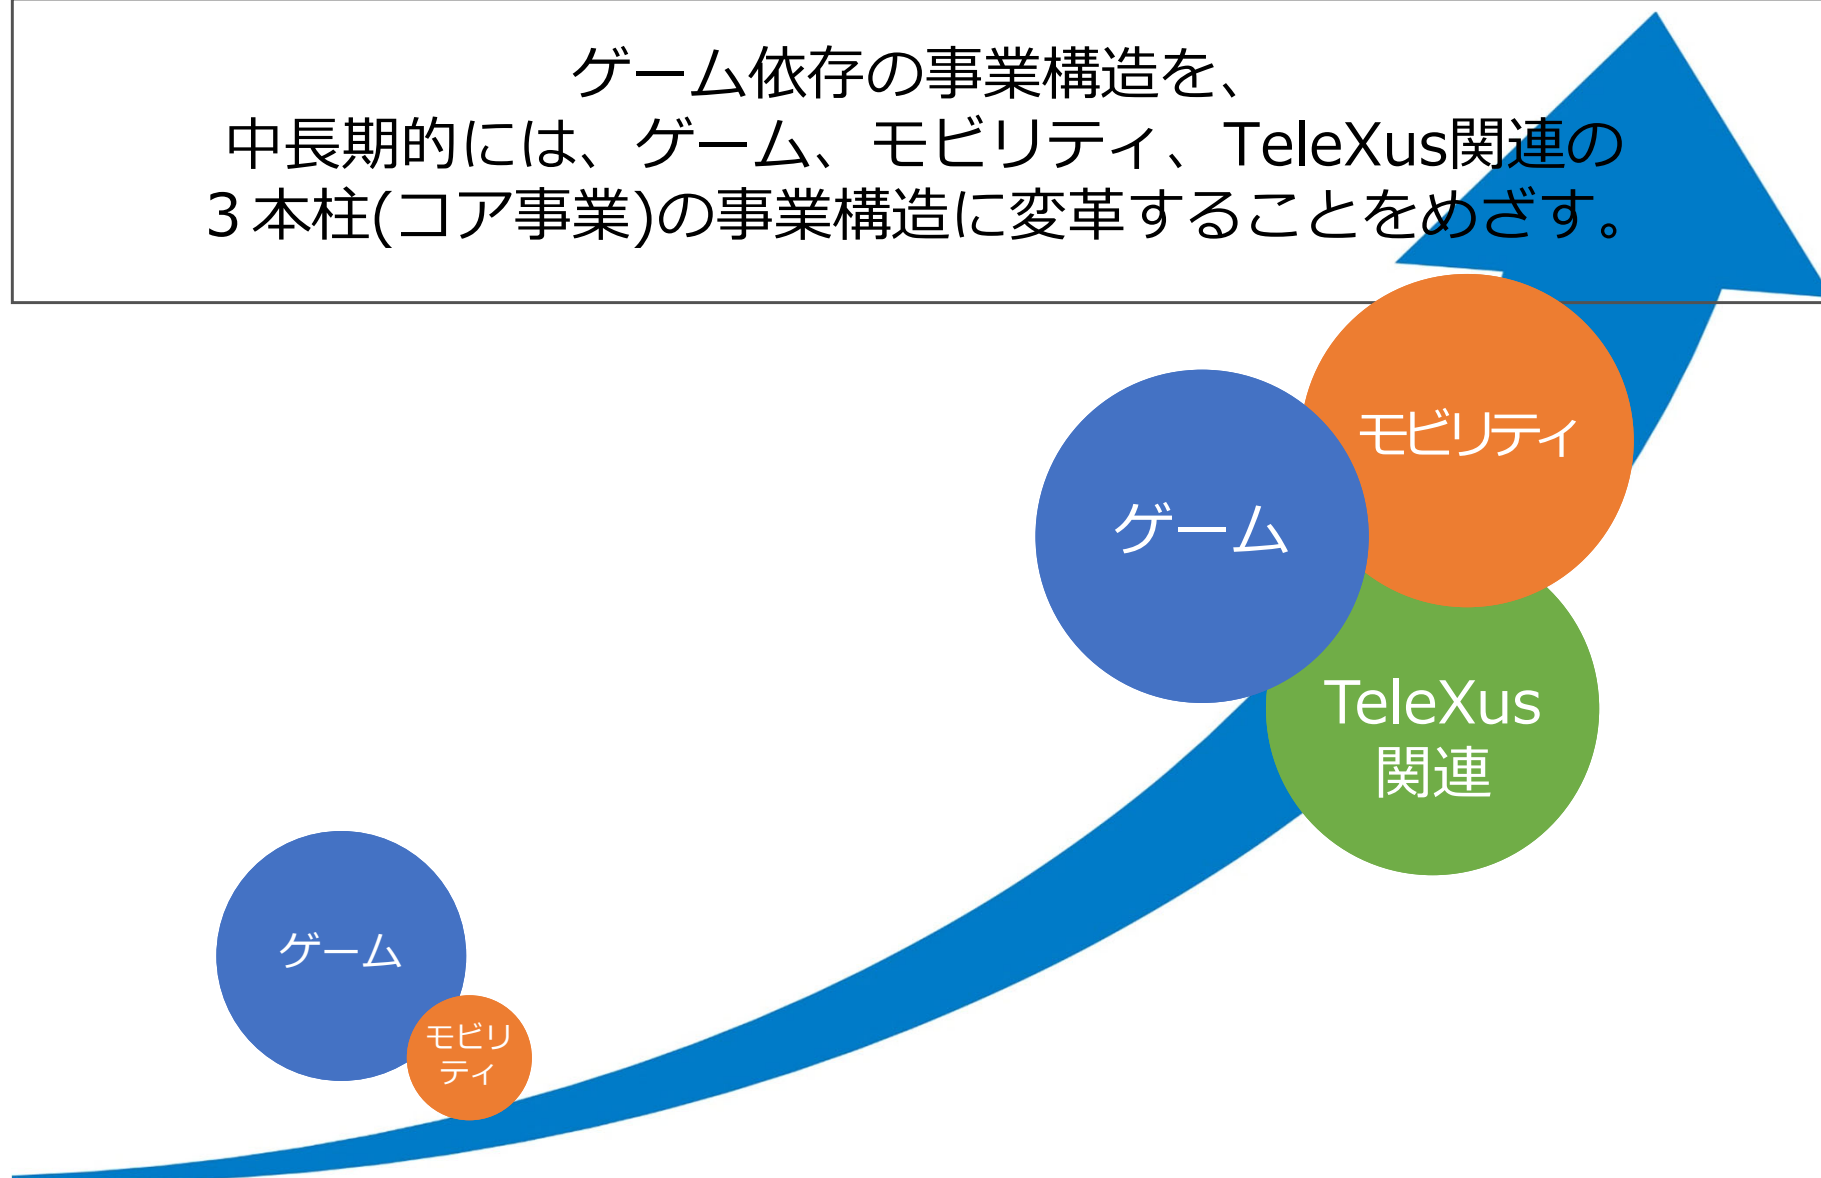 ゲーム依存の事業構造を、
中長期的には、ゲーム、モビリティ、TeleXus関連の
３本柱(コア事業)の事業構造に変革することをめざす。
モビリティ
ゲーム
TeleXus
関連
ゲーム
モビリ
ティ